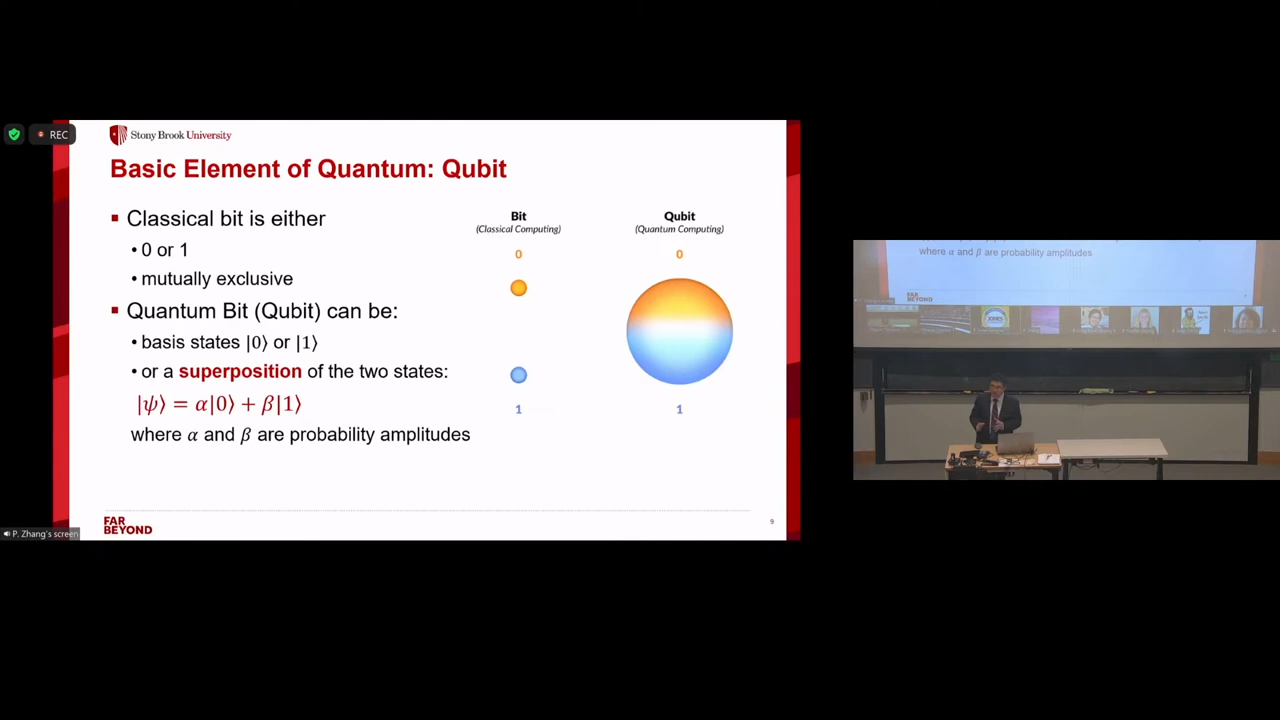 REC
Stony Brook University
Basic Element of Quantum: Qubit
▪ Classical bit is either
• 0 or 1
• mutually exclusive
▪ Quantum Bit (Qubit) can be:
• basis states |0⟩ or |1⟩
• or a superposition of the two states:
|𝜓⟩ = 𝛼|0⟩ + 𝛽|1⟩
where 𝛼 and 𝛽 are probability amplitudes
Bit
(Classical Computing)
0
1
Qubit
(Quantum Computing)
0
1
FAR
BEYOND
9
P. Zhang's screen
where 𝛼 and 𝛽 are probability amplitudes
FAR
BEYOND